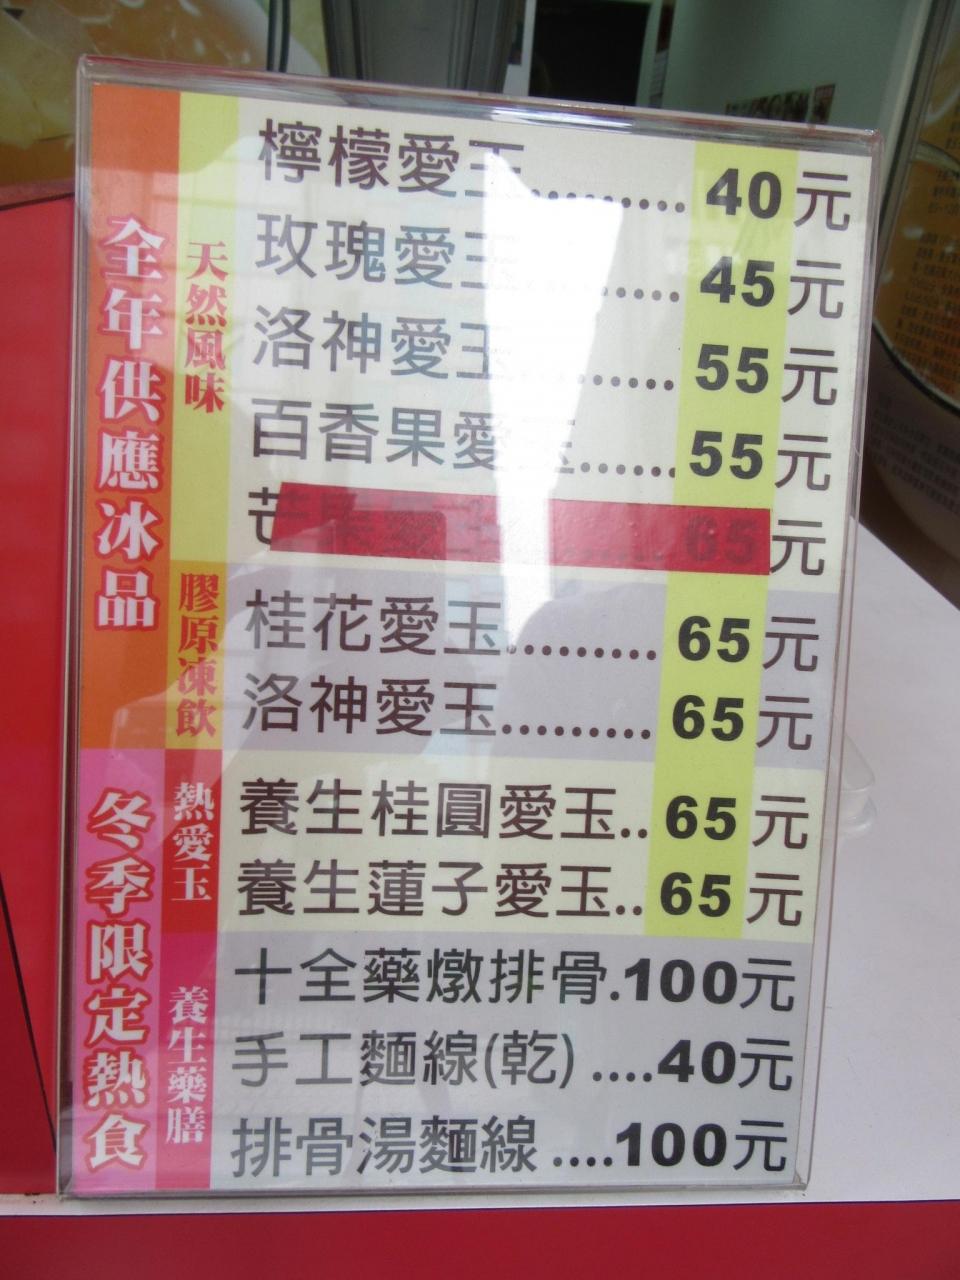 全年供應冰品
天然風味
檸檬愛玉.......... 40元
玫瑰愛玉.......... 45元
洛神愛玉.......... 55元
百香果愛玉...... 55元
芒果愛玉.......... 65元
膠原凍飲
桂花愛玉......... 65元
洛神愛玉......... 65元
冬季限定熱食
熱愛玉
養生桂圓愛玉.. 65元
養生蓮子愛玉.. 65元
養生藥膳
十全藥燉排骨.100元
手工麵線(乾) ....40元
排骨湯麵線 ....100元